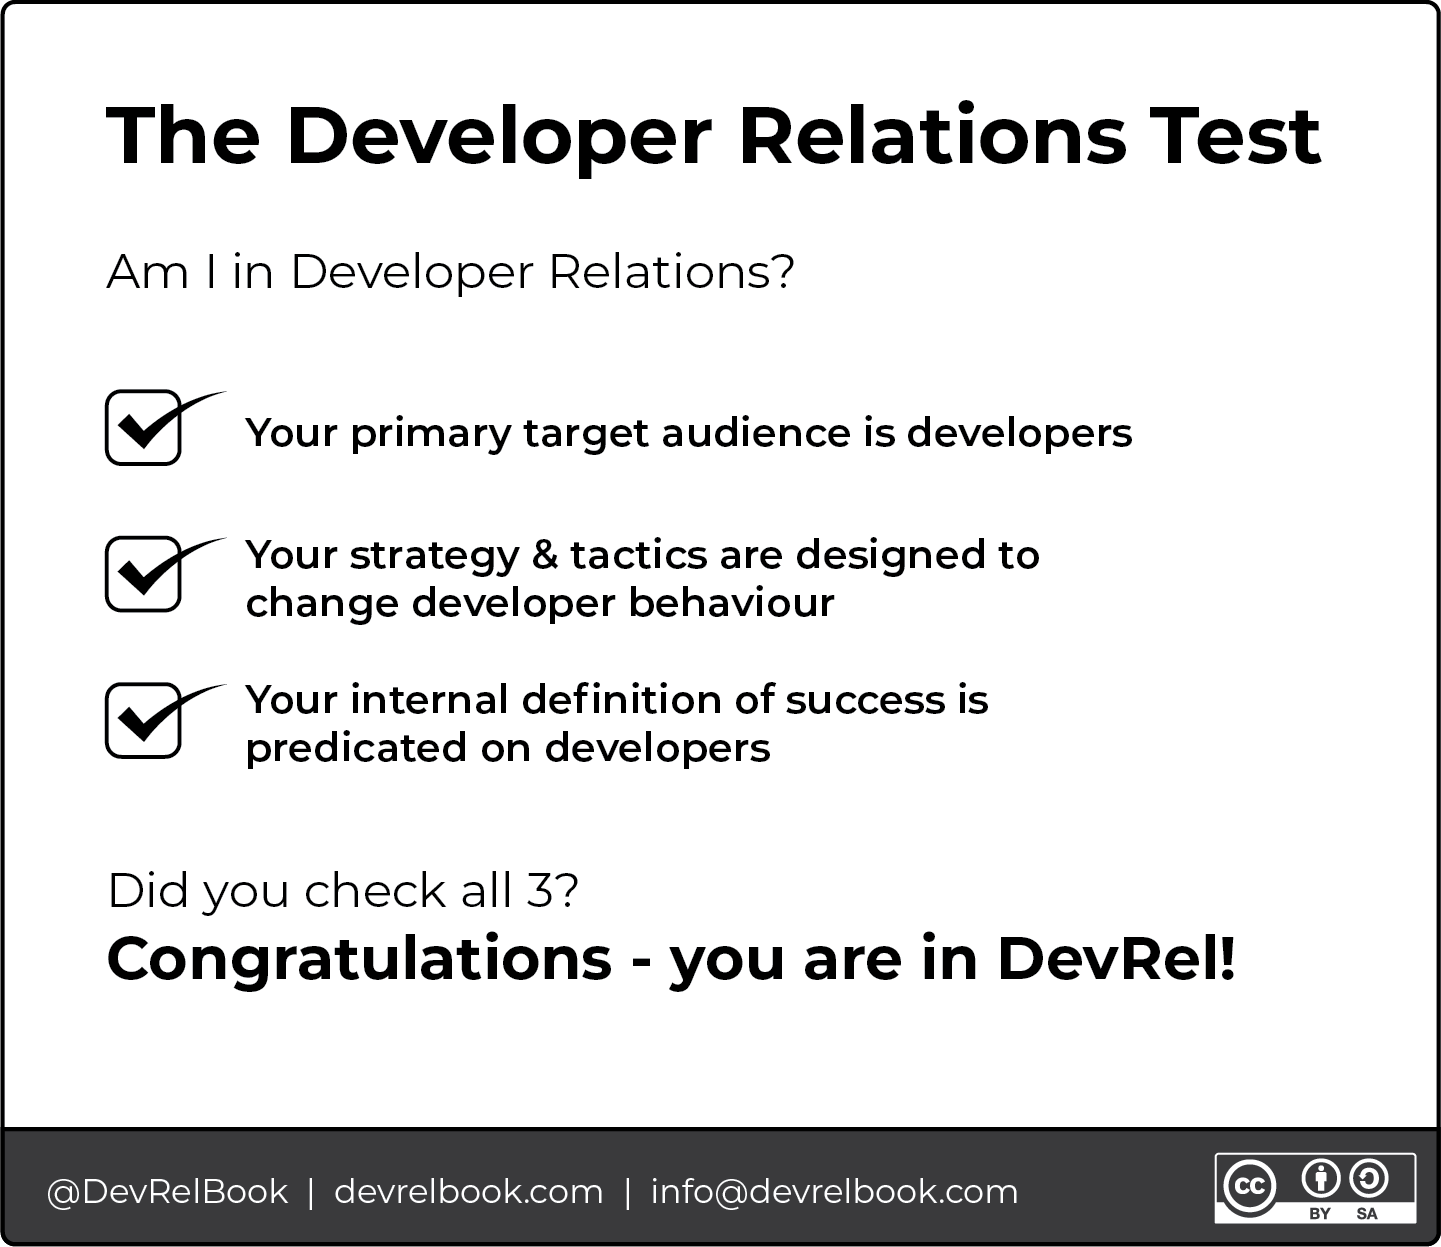 The Developer Relations Test
Am I in Developer Relations?
Your primary target audience is developers
Your strategy & tactics are designed to
change developer behaviour
Your internal definition of success is
predicated on developers
Did you check all 3?
Congratulations - you are in DevRel!
@DevRelBook | devrelbook.com | info@devrelbook.com
cc
BY SA